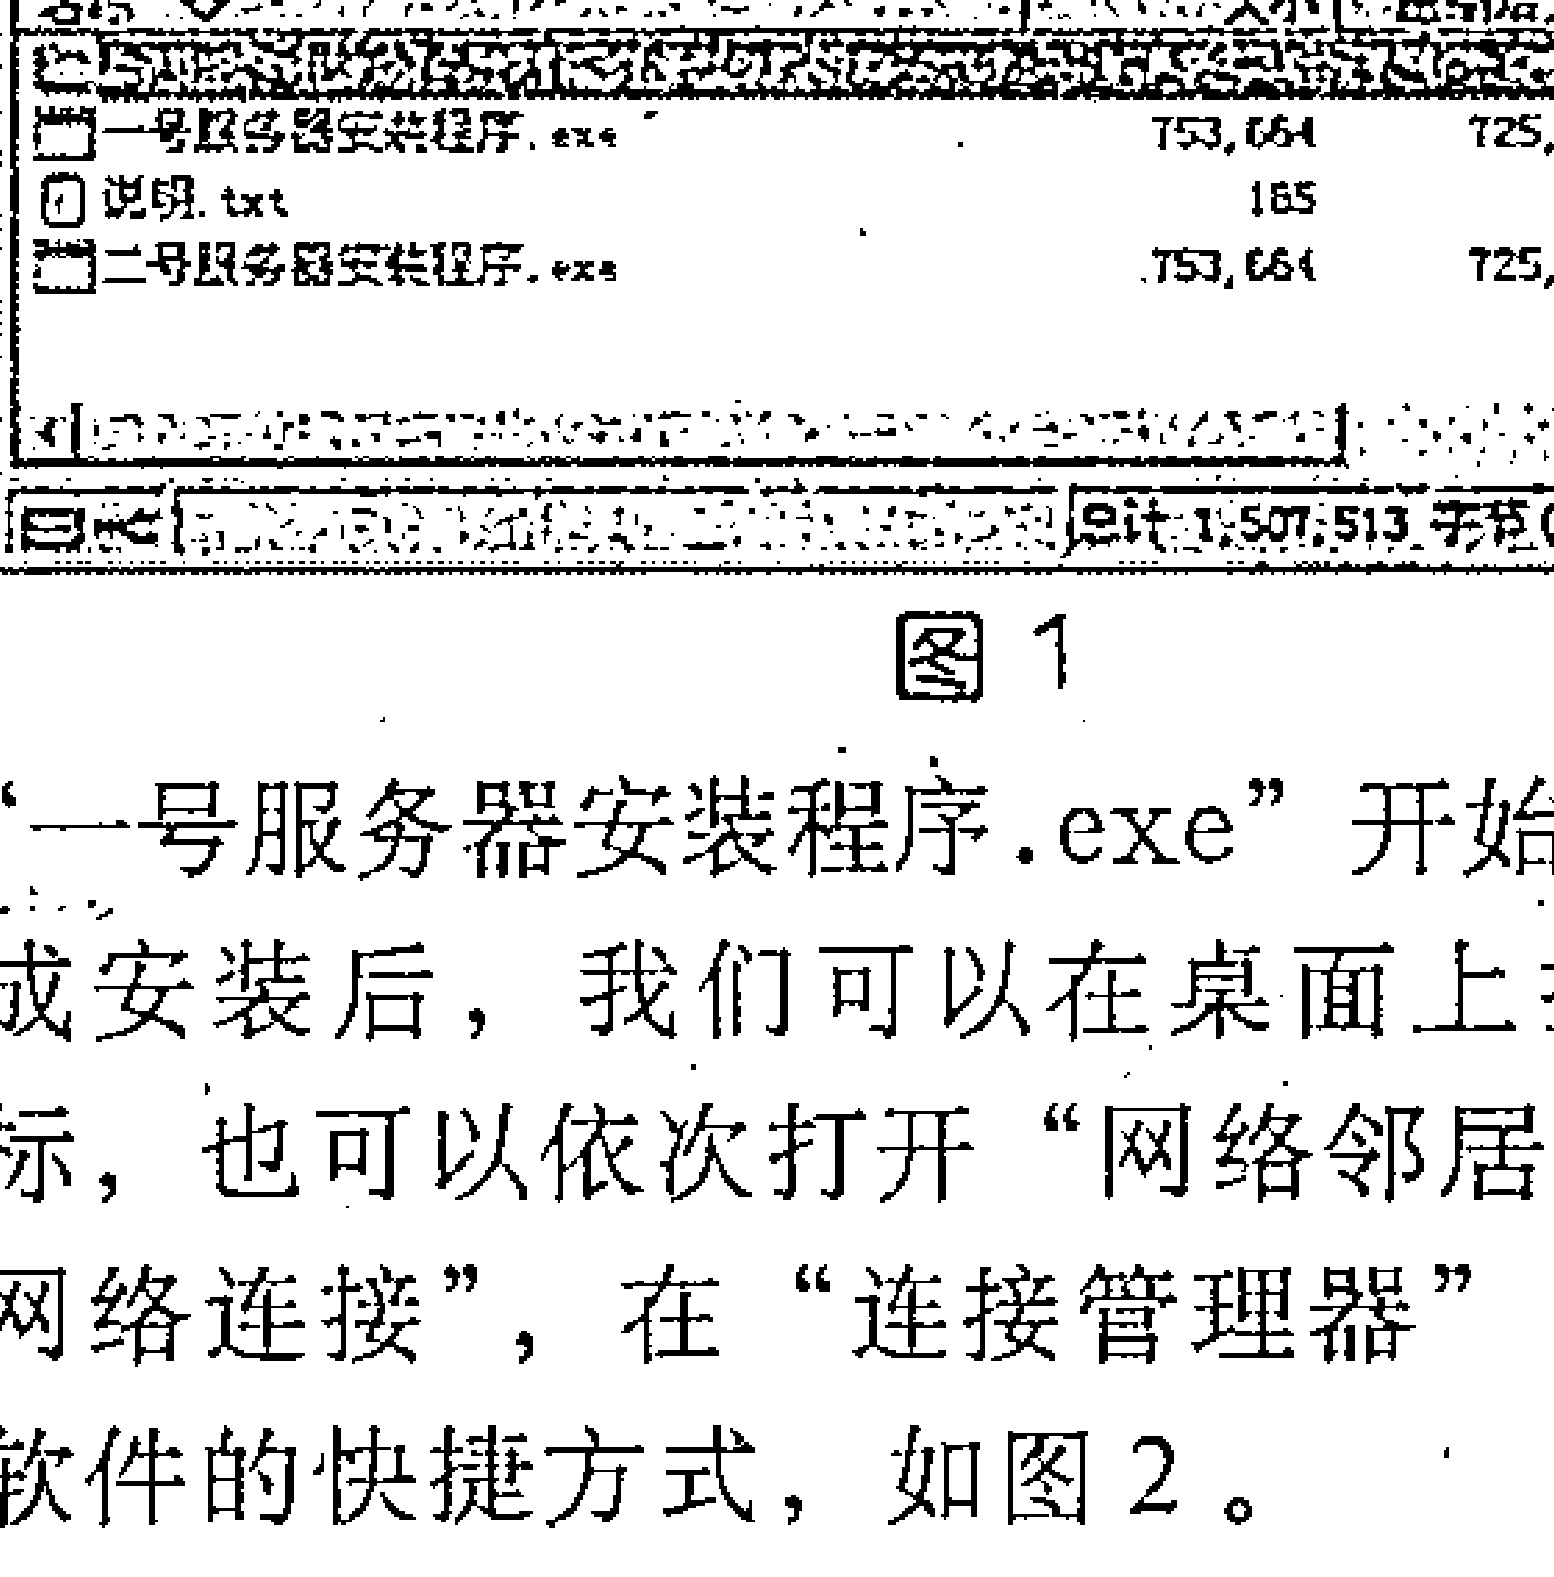 一号服务器安装程序.exe 753,664 725,
说明.txt 185
二号服务器安装程序.exe 753,664 725,
1,507,513 字节(
图 1
“一号服务器安装程序.exe” 开始
成安装后，我们可以在桌面上
标，也可以依次打开“网络邻居
网络连接”，在“连接管理器”
软件的快捷方式，如图 2 。